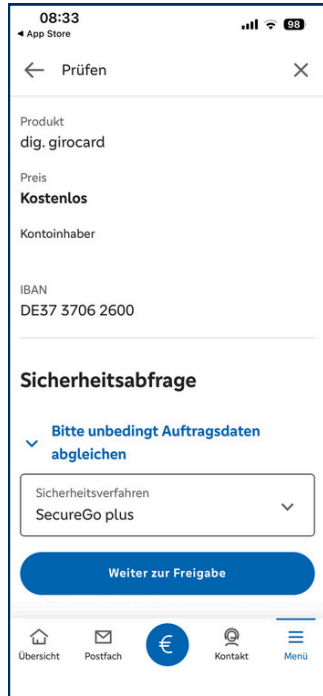 08:33
98
◀ App Store
← Prüfen ×
Produkt
dig. girocard
Preis
Kostenlos
Kontoinhaber
IBAN
DE37 3706 2600
Sicherheitsabfrage
Bitte unbedingt Auftragsdaten
abgleichen
Sicherheitsverfahren
SecureGo plus
Weiter zur Freigabe
€
Übersicht Postfach Kontakt Menü